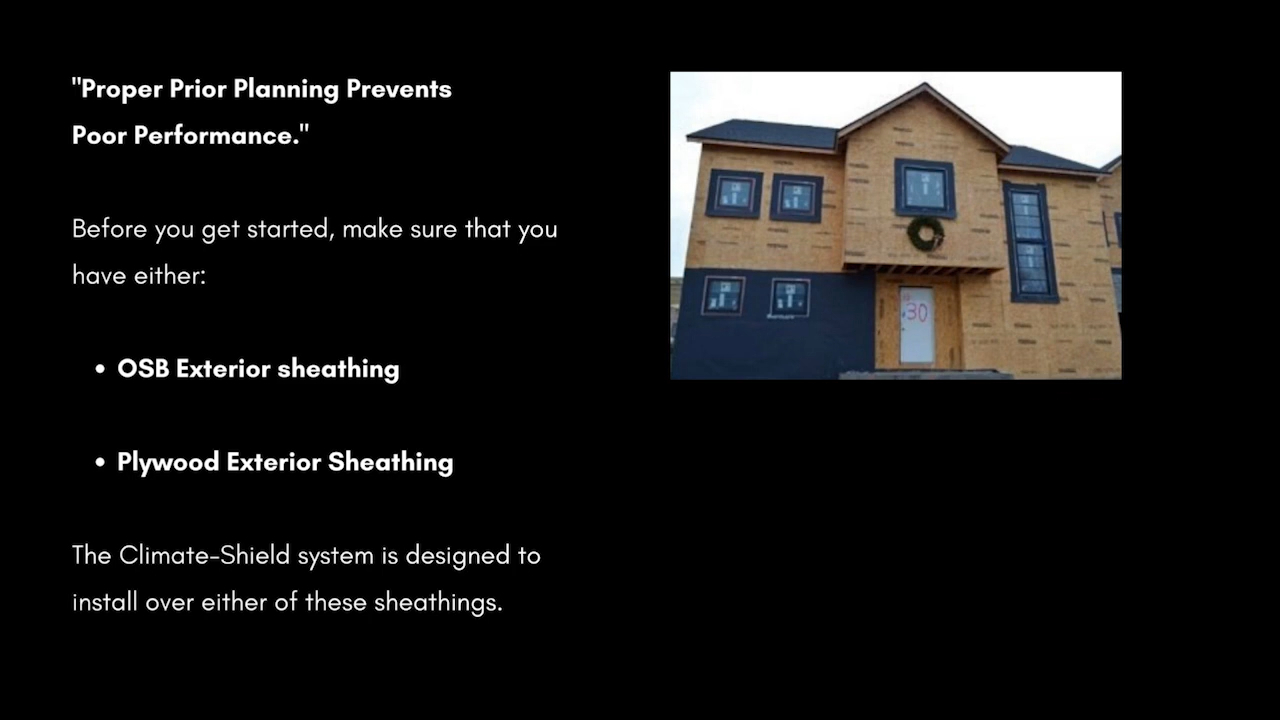 "Proper Prior Planning Prevents
Poor Performance."
Before you get started, make sure that you
have either:
• OSB Exterior sheathing
• Plywood Exterior Sheathing
The Climate-Shield system is designed to
install over either of these sheathings.
30